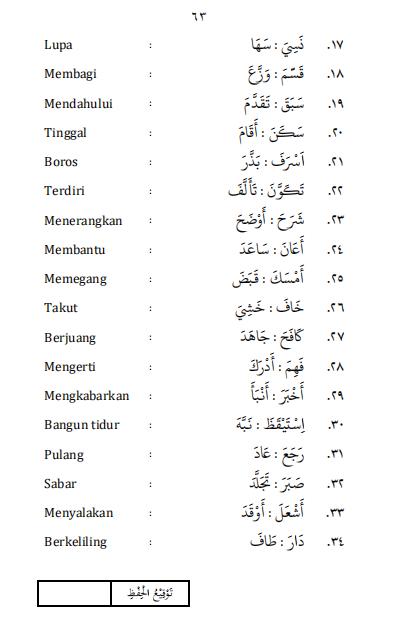 ٦٣
Lupa : نَسِيَ : سَهَا .١٧
Membagi : قَسَّمَ : وَزَّعَ .١٨
Mendahului : سَبَقَ : تَقَدَّمَ .١٩
Tinggal : سَكَنَ : أَقَامَ .٢٠
Boros : اَسْرَفَ : بَذَّرَ .٢١
Terdiri : تَكَوَّنَ : تَأَلَّفَ .٢٢
Menerangkan : شَرَحَ : أَوْضَحَ .٢٣
Membantu : أَعَانَ : سَاعَدَ .٢٤
Memegang : أَمْسَكَ : قَبَضَ .٢٥
Takut : خَافَ : خَشِيَ .٢٦
Berjuang : كَافَحَ : جَاهَدَ .٢٧
Mengerti : فَهِمَ : أَدْرَكَ .٢٨
Mengkabarkan : أَخْبَرَ : أَنْبَأَ .٢٩
Bangun tidur : اِسْتَيْقَظَ : نَبَّهَ .٣٠
Pulang : رَجَعَ : عَادَ .٣١
Sabar : صَبَرَ : تَجَلَّدَ .٣٢
Menyalakan : أَشْعَلَ : أَوْقَدَ .٣٣
Berkeliling : دَارَ : طَافَ .٣٤
تَوْقِيْعُ الْحِفْظِ